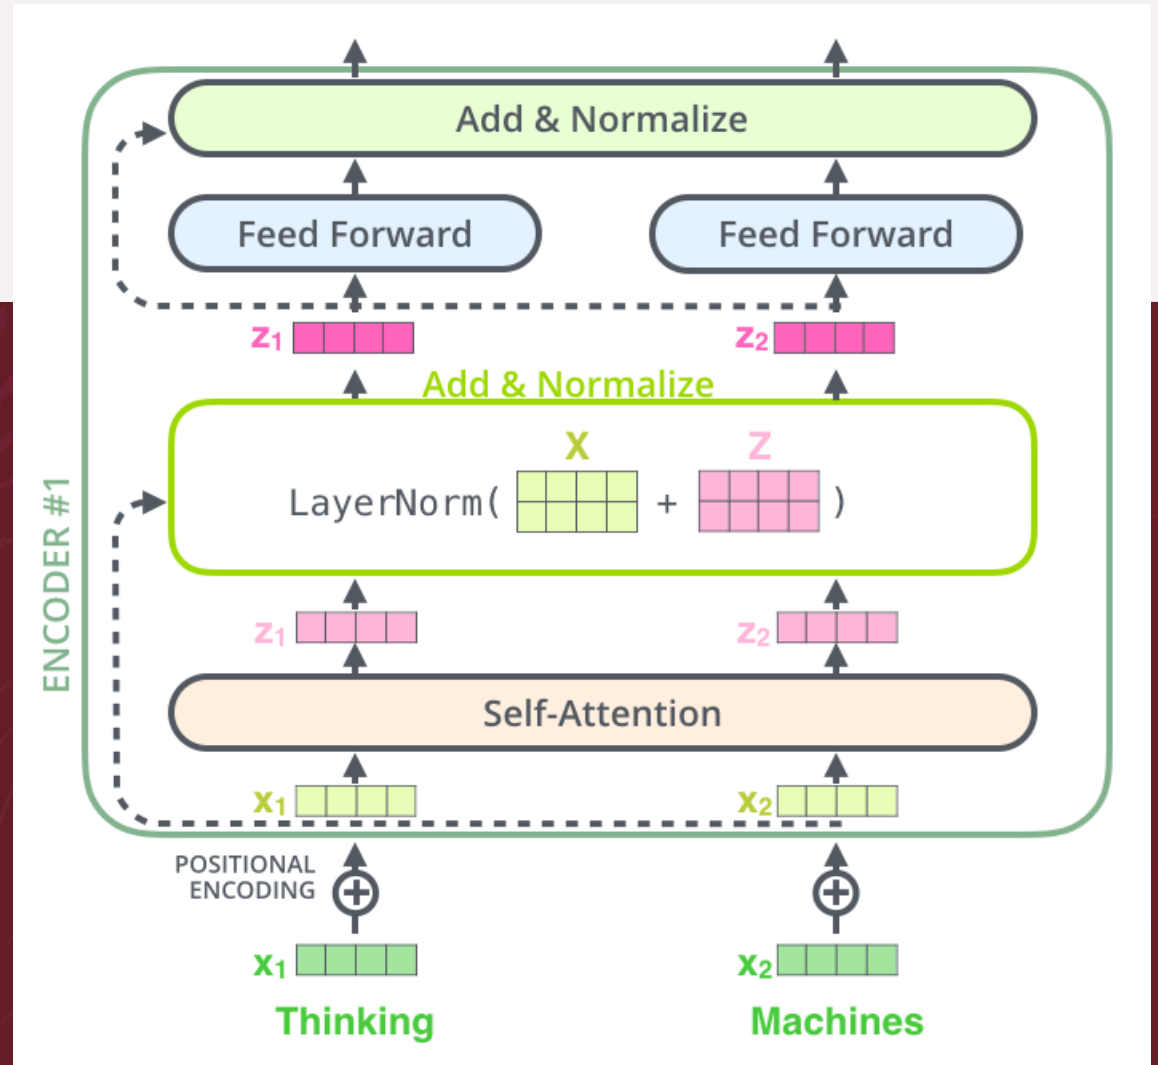 Add & Normalize
Feed Forward Feed Forward
z₁ z₂
Add & Normalize
X Z
LayerNorm( + )
z₁ z₂
Self-Attention
x₁ x₂
ENCODER #1
POSITIONAL
ENCODING
x₁ x₂
Thinking Machines